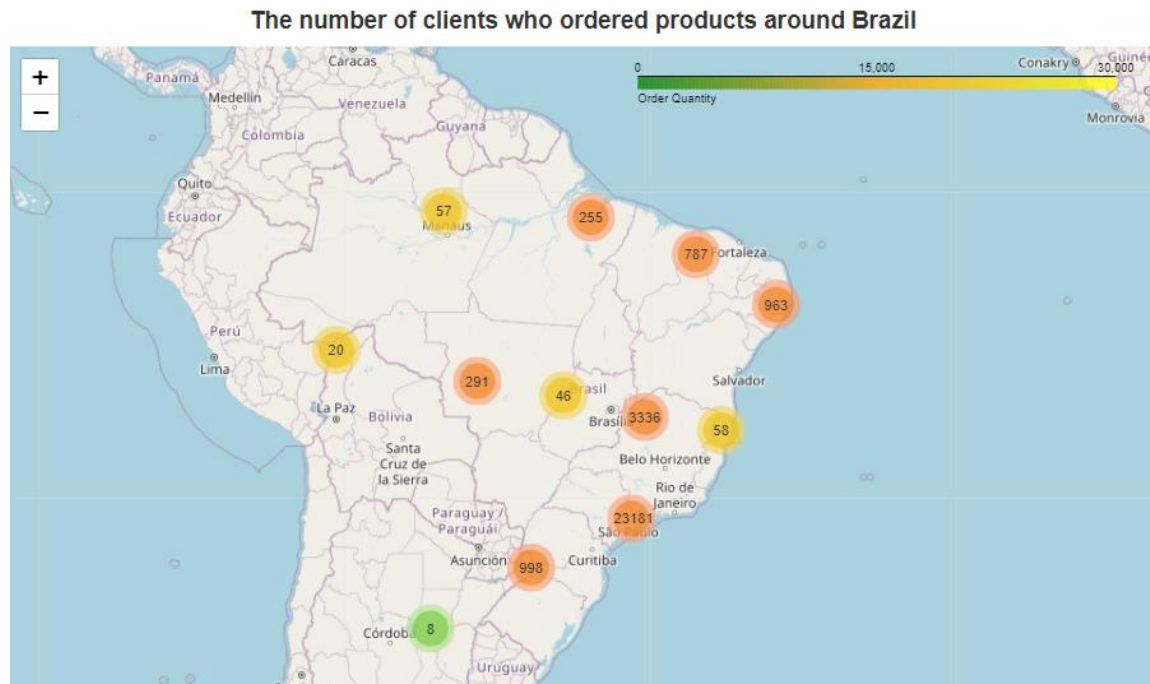 The number of clients who ordered products around Brazil
+
−
Caracas
Panamá
Medellín
Venezuela
Guyana
Colombia
0
15,000
30,000
Order Quantity
Conakry
Guinée
Monrovia
Quito
Ecuador
57
Manaus
255
787
Fortaleza
963
Perú
Lima
20
291
46
Brasil
Salvador
La Paz
Bolivia
Brasília
3336
58
Santa
Cruz de
la Sierra
Belo Horizonte
Rio de
Janeiro
Paraguay /
Paraguái
23181
São Paulo
Asunción
998
Curitiba
Córdoba
8
Uruguay